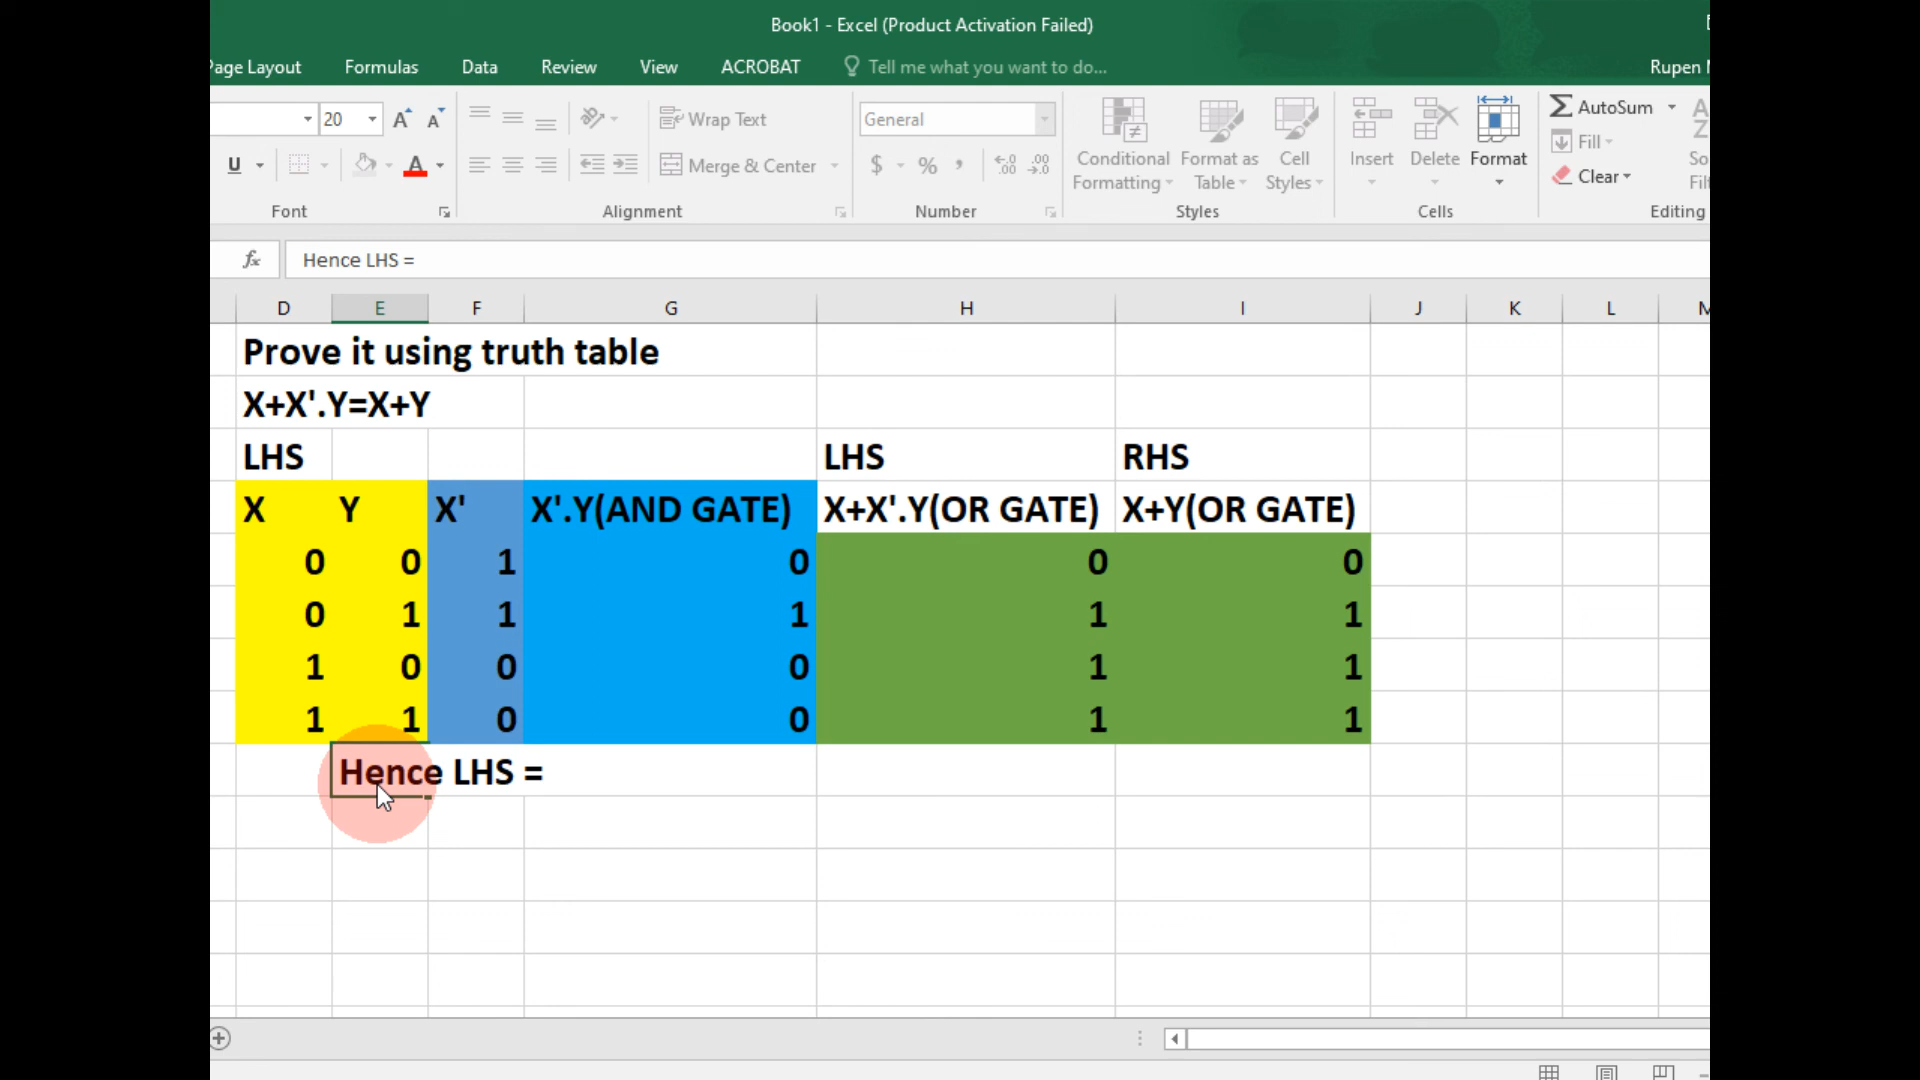 Book1 - Excel (Product Activation Failed)
Page Layout Formulas Data Review View ACROBAT Tell me what you want to do... Rupen
20 A A Wrap Text General AutoSum
U A Merge & Center $ % , .00 .00 Conditional Formatting Format as Table Cell Styles Insert Delete Format Fill Clear
Font Alignment Number Styles Cells Editing
fx Hence LHS =
D E F G H I J K L M
Prove it using truth table
X+X'.Y=X+Y
LHS LHS RHS
X Y X' X'.Y(AND GATE) X+X'.Y(OR GATE) X+Y(OR GATE)
0 0 1 0 0 0
0 1 1 1 1 1
1 0 0 0 1 1
1 1 0 0 1 1
Hence LHS =